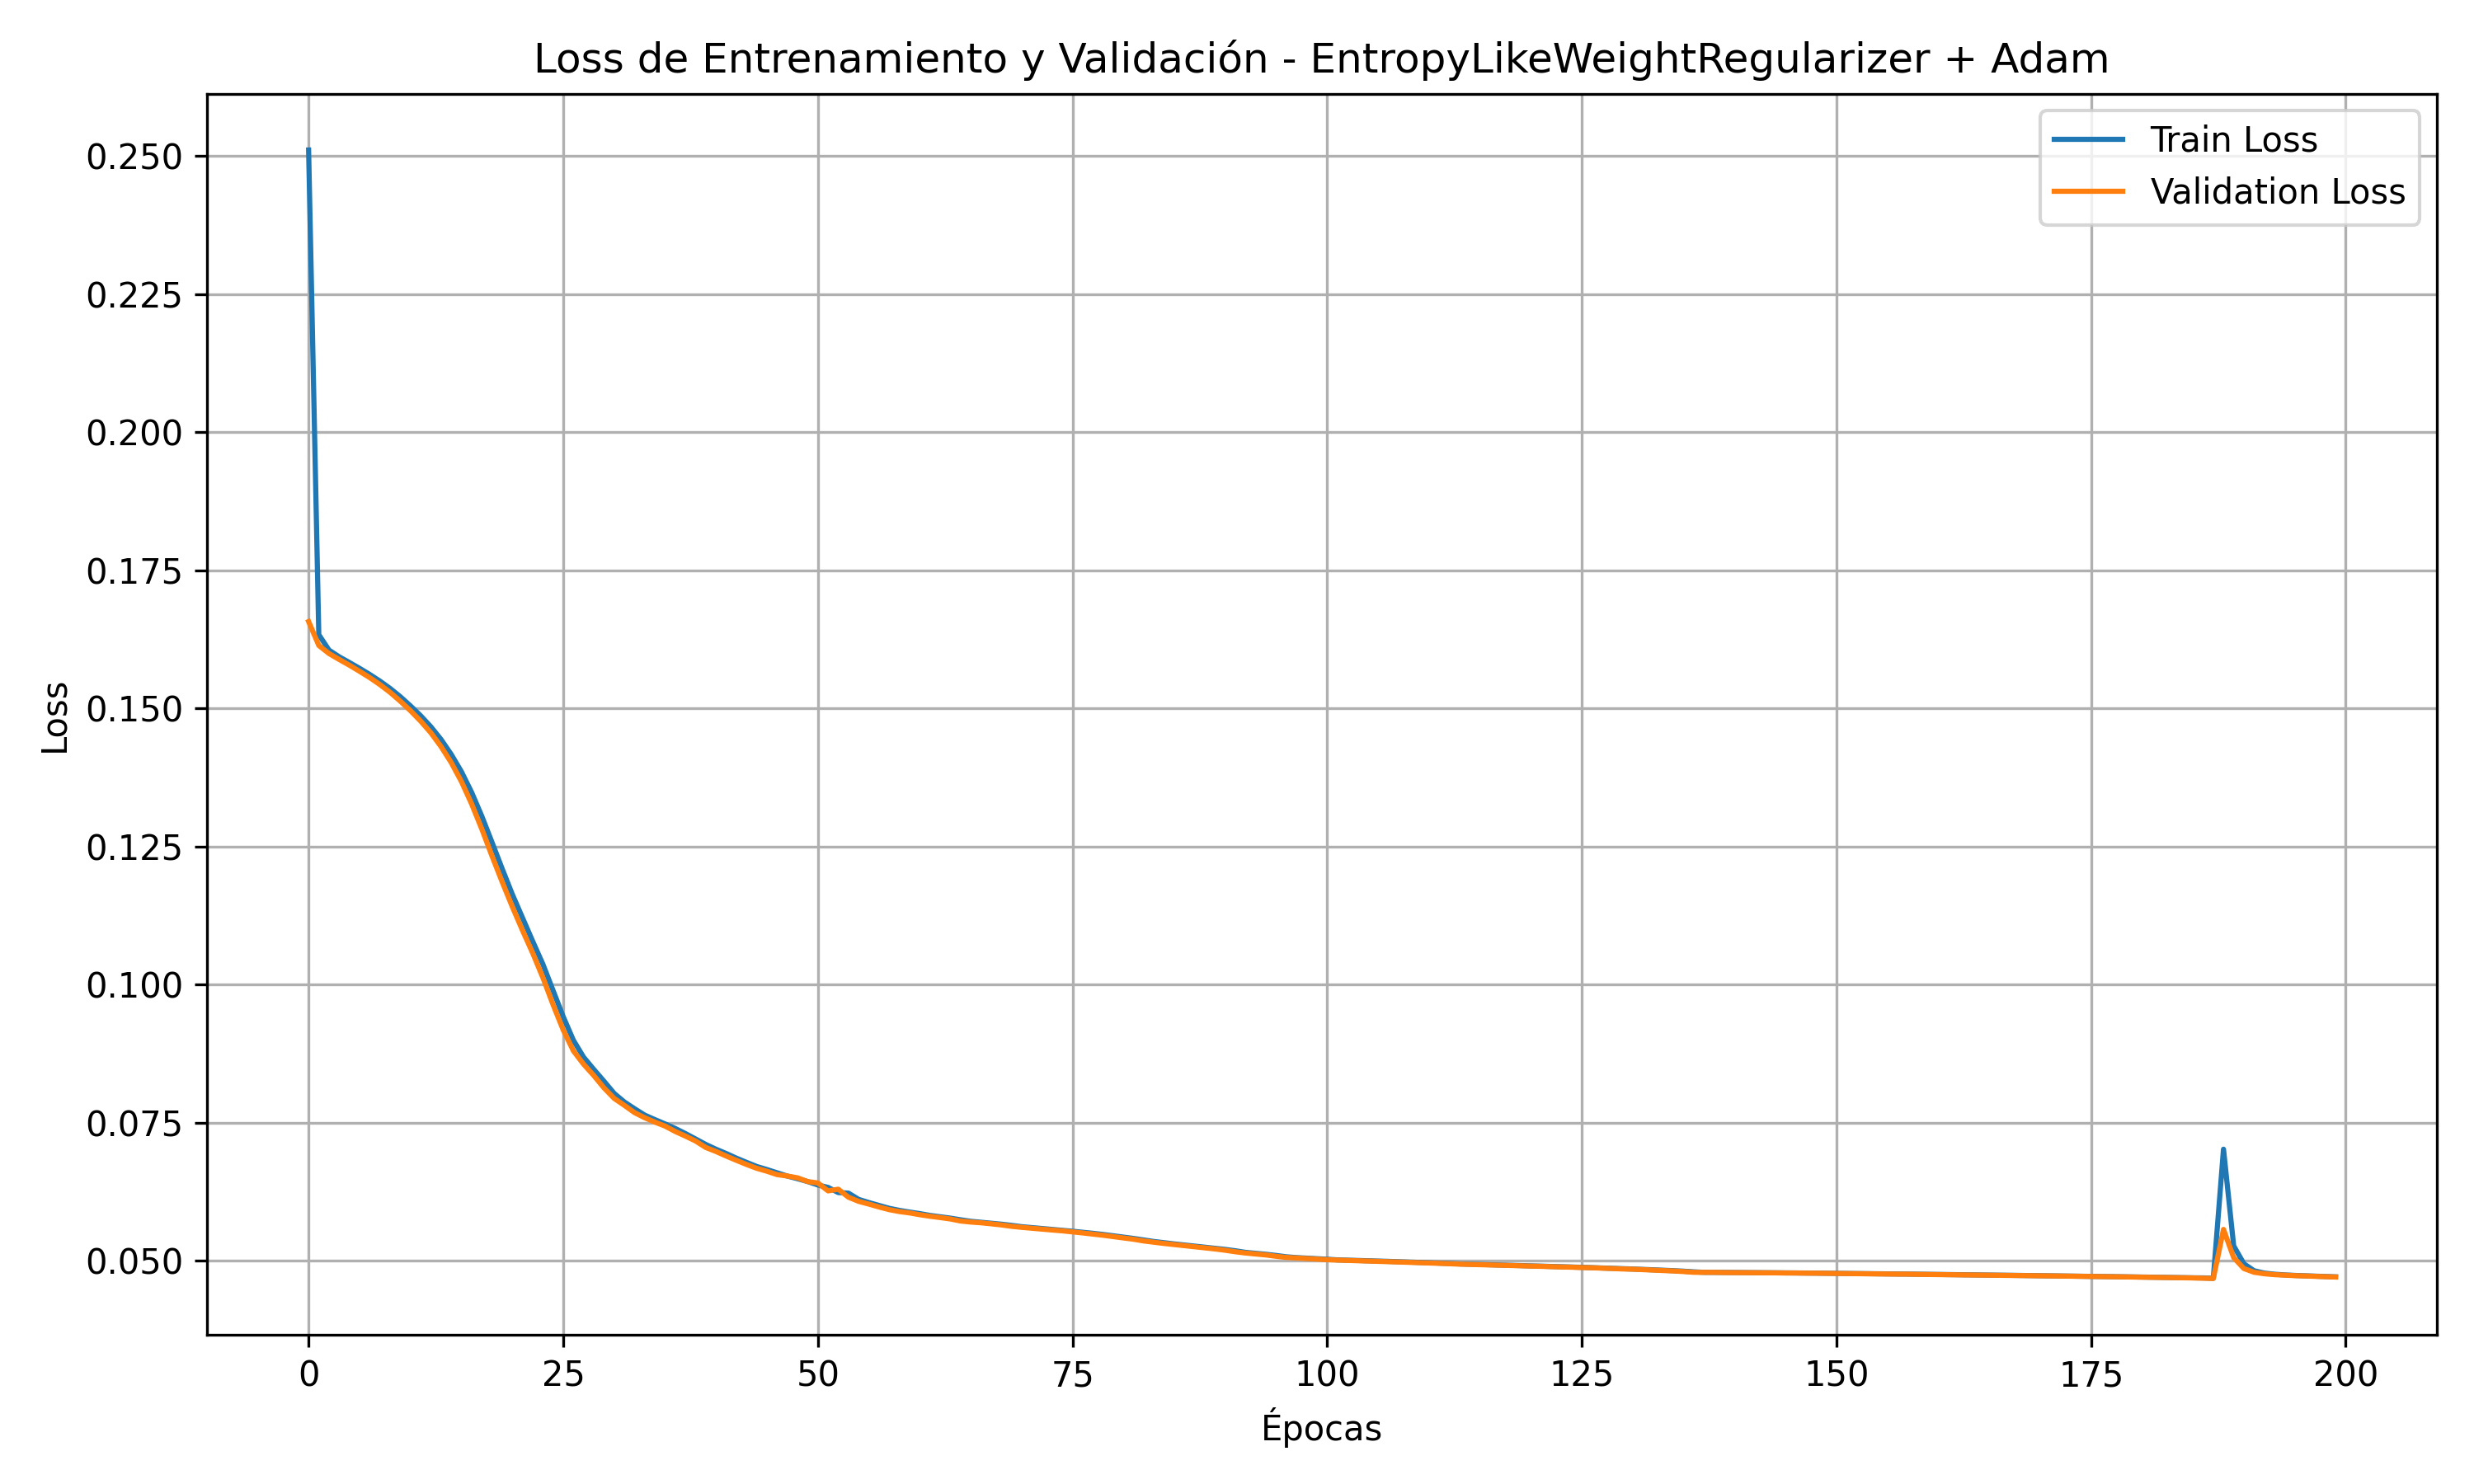 Loss de Entrenamiento y Validación - EntropyLikeWeightRegularizer + Adam
Train Loss
Validation Loss
0.250
0.225
0.200
0.175
0.150
0.125
0.100
0.075
0.050
Loss
0 25 50 75 100 125 150 175 200
Épocas